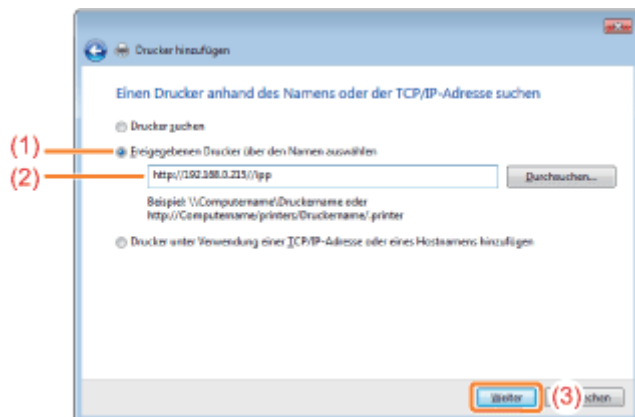 Drucker hinzufügen
Einen Drucker anhand des Namens oder der TCP/IP-Adresse suchen
Drucker suchen
(1)
Freigegebenen Drucker über den Namen auswählen
(2)
http://192.168.0.215//ipp
Durchsuchen...
Beispiel: \\Computername\Druckername oder
http://Computername/printers/Druckername/.printer
Drucker unter Verwendung einer TCP/IP-Adresse oder eines Hostnamens hinzufügen
Weiter
(3)